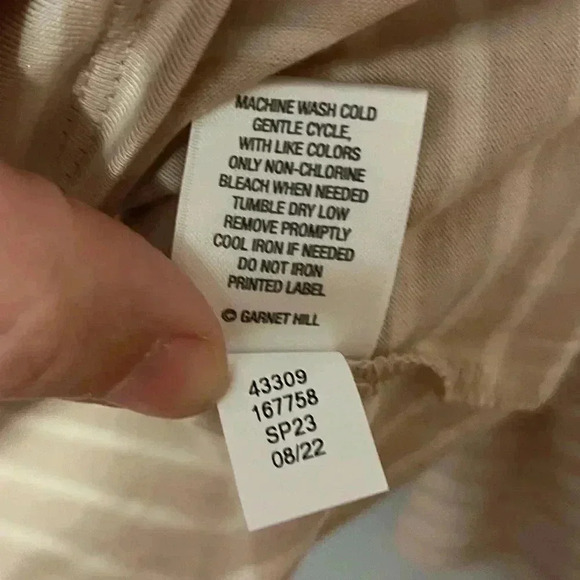 MACHINE WASH COLD
GENTLE CYCLE,
WITH LIKE COLORS
ONLY NON-CHLORINE
BLEACH WHEN NEEDED
TUMBLE DRY LOW
REMOVE PROMPTLY
COOL IRON IF NEEDED
DO NOT IRON
PRINTED LABEL
© GARNET HILL
43309
167758
SP23
08/22